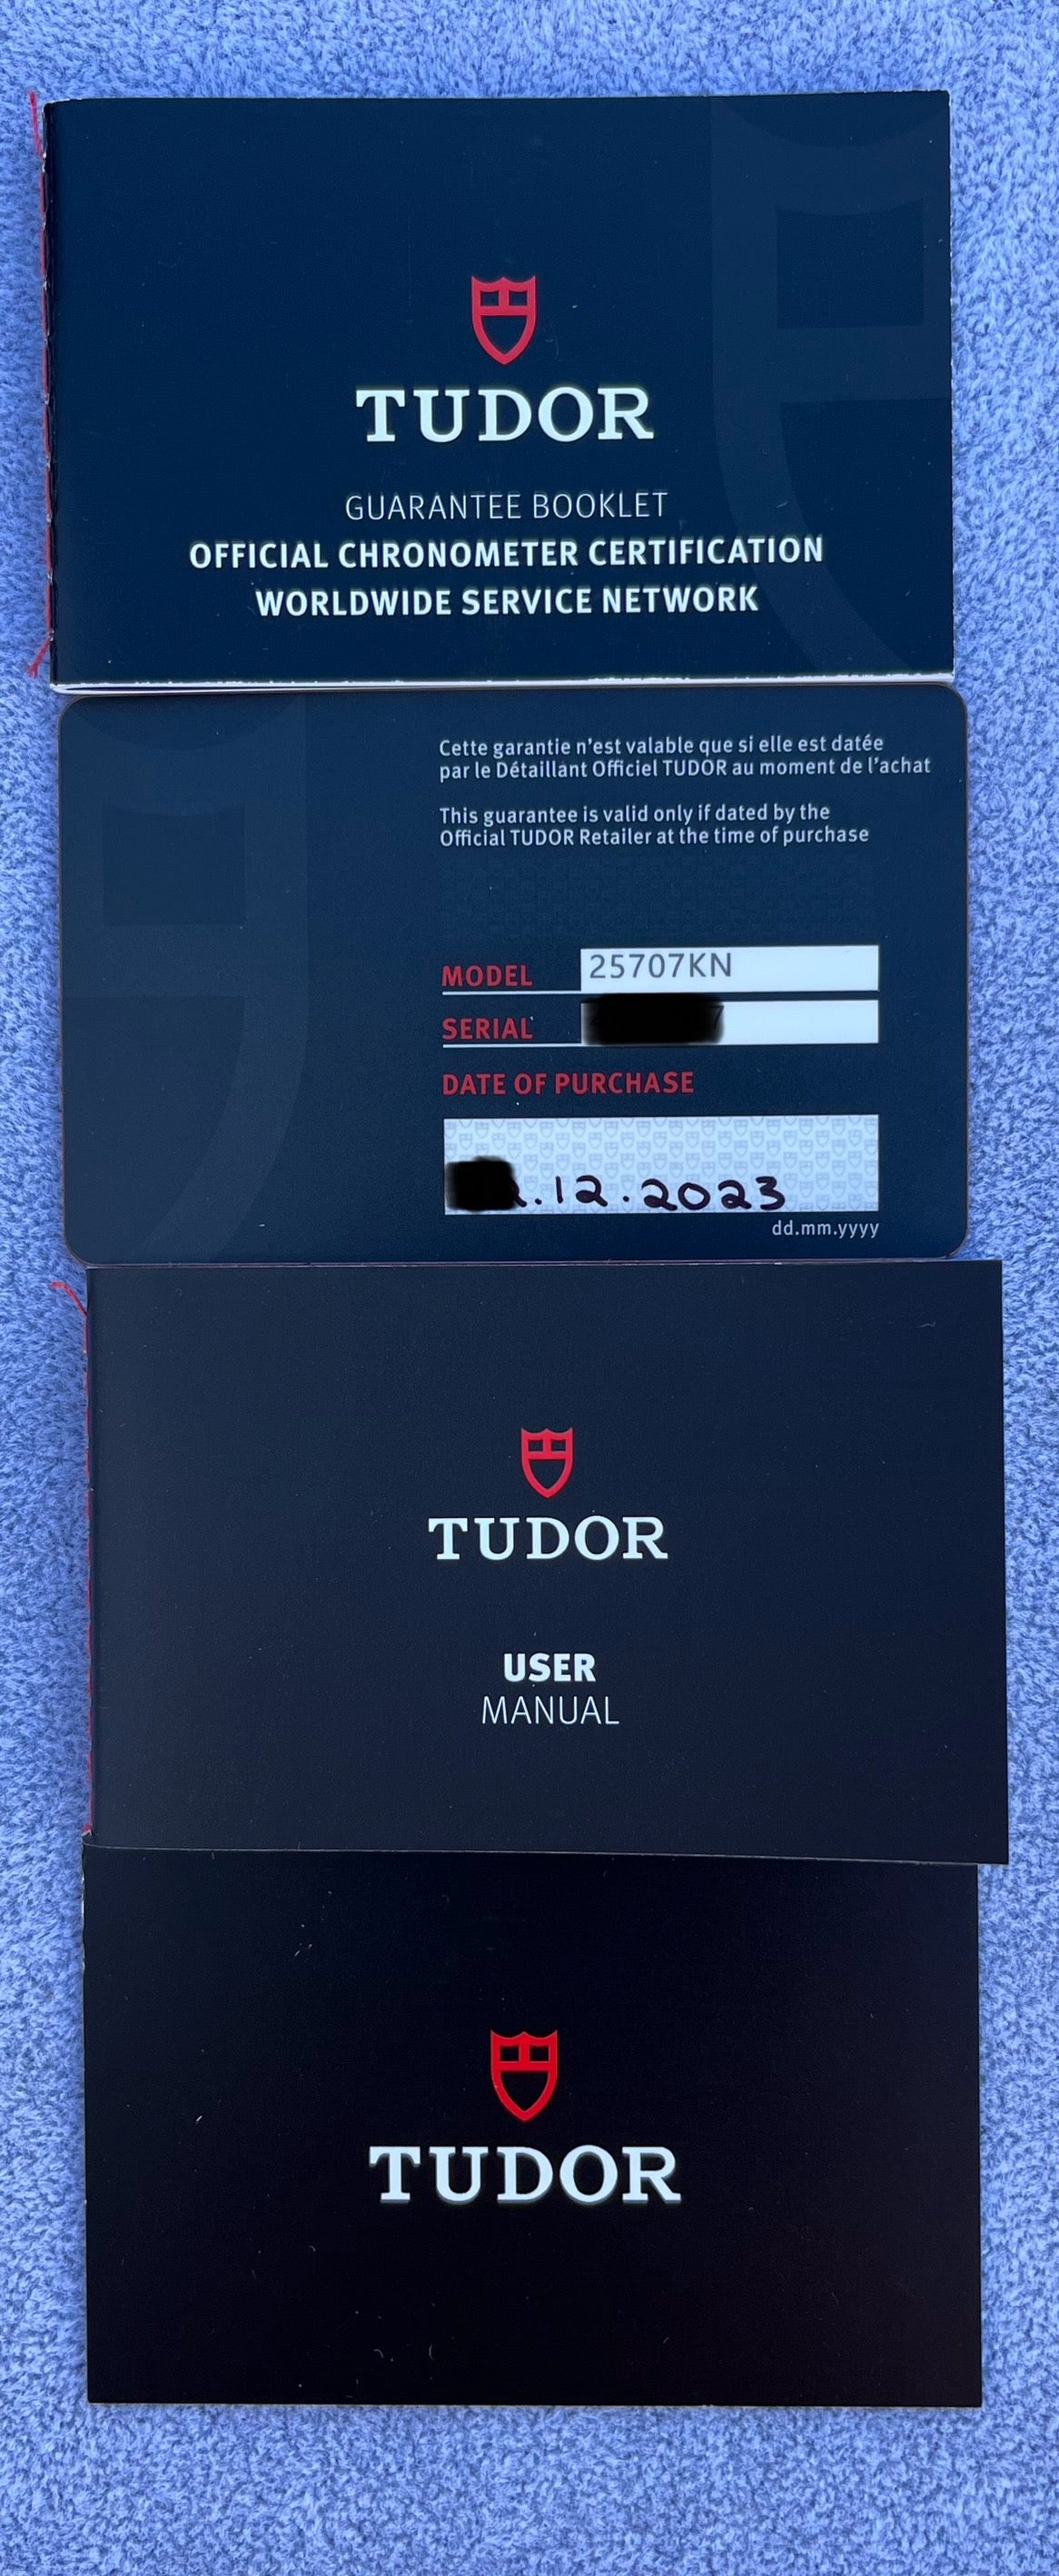 TUDOR
GUARANTEE BOOKLET
OFFICIAL CHRONOMETER CERTIFICATION
WORLDWIDE SERVICE NETWORK
Cette garantie n'est valable que si elle est datée
par le Détaillant Officiel TUDOR au moment de l'achat
This guarantee is valid only if dated by the
Official TUDOR Retailer at the time of purchase
MODEL 25707KN
SERIAL
DATE OF PURCHASE
.12.2023
dd.mm.yyyy
TUDOR
USER
MANUAL
TUDOR